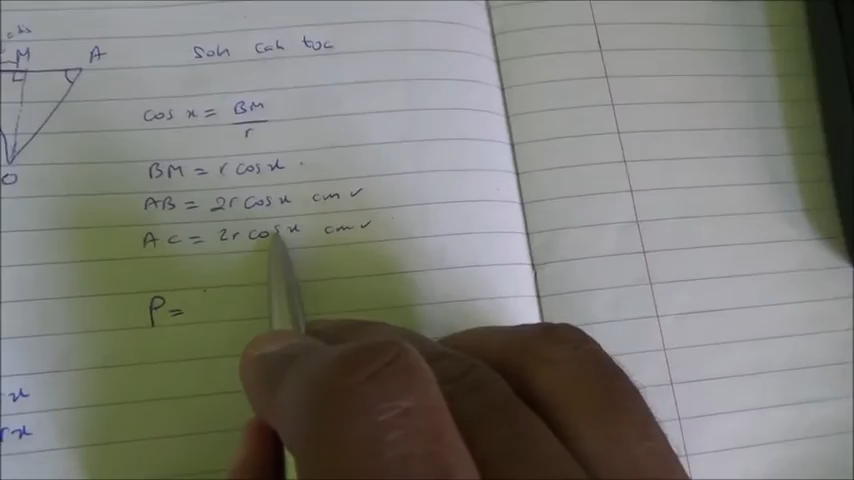 M A
Soh Cah toa
Cos x = BM
r
BM = r cos x .
AB = 2r cos x cm ✓
AC = 2r cos x cm ✓
P =
O
x
x